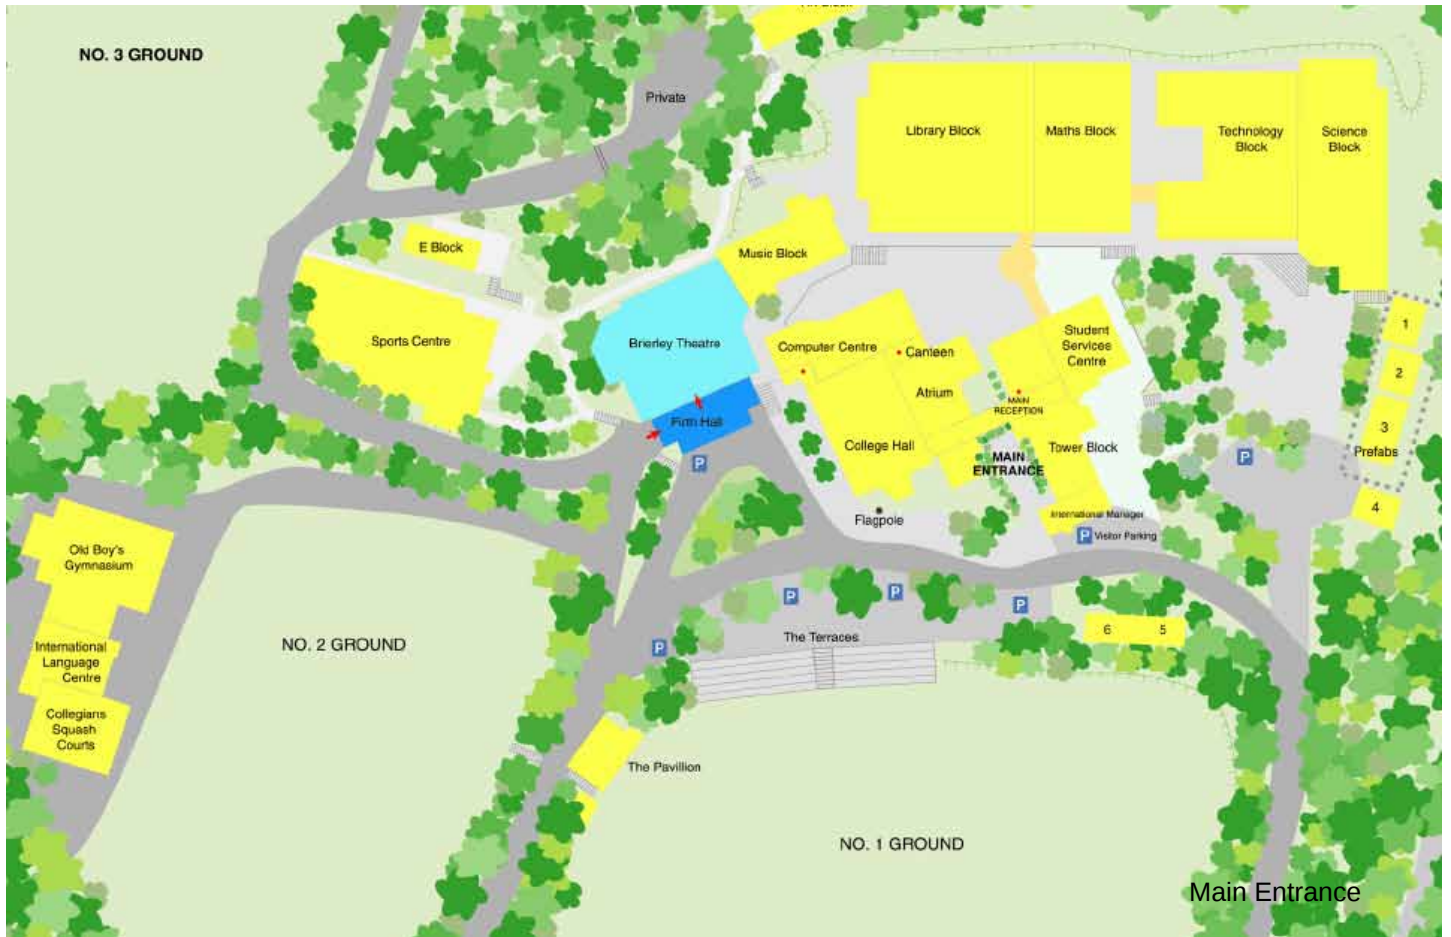 NO. 3 GROUND
Private
Library Block
Maths Block
Technology
Block
Science
Block
E Block
Music Block
Sports Centre
Brierley Theatre
Firth Hall
P
Computer Centre
Canteen
Atrium
Student
Services
Centre
MAIN
RECEPTION
College Hall
MAIN
ENTRANCE
Tower Block
International Manager
P Visitor Parking
Flagpole
P
1
2
3
Prefabs
4
Old Boy's
Gymnasium
International
Language
Centre
Collegians
Squash
Courts
NO. 2 GROUND
P
P
P
P
The Terraces
6
5
The Pavillion
NO. 1 GROUND
Main Entrance